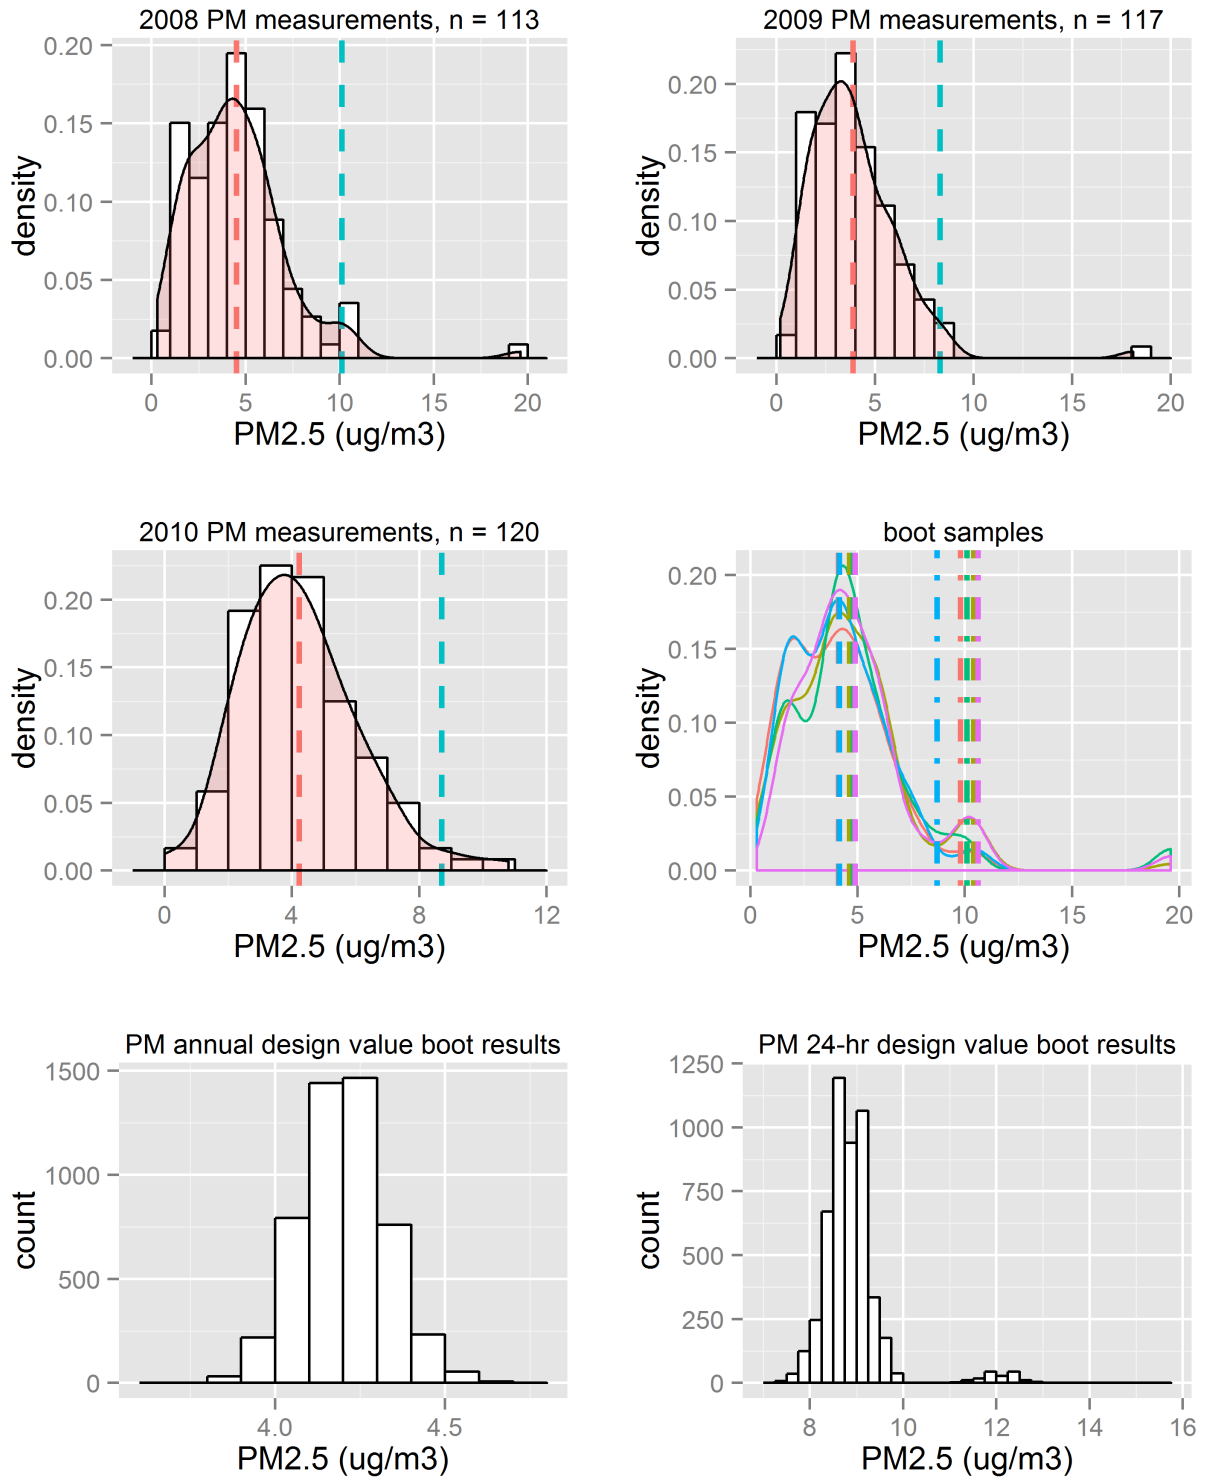 2008 PM measurements, n = 113
density
0.20
0.15
0.10
0.05
0.00
0 5 10 15 20
PM2.5 (ug/m3)
2009 PM measurements, n = 117
density
0.20
0.15
0.10
0.05
0.00
0 5 10 15 20
PM2.5 (ug/m3)
2010 PM measurements, n = 120
density
0.20
0.15
0.10
0.05
0.00
0 4 8 12
PM2.5 (ug/m3)
boot samples
density
0.20
0.15
0.10
0.05
0.00
0 5 10 15 20
PM2.5 (ug/m3)
PM annual design value boot results
count
1500
1000
500
0
4.0 4.5
PM2.5 (ug/m3)
PM 24-hr design value boot results
count
1250
1000
750
500
250
0
8 10 12 14 16
PM2.5 (ug/m3)